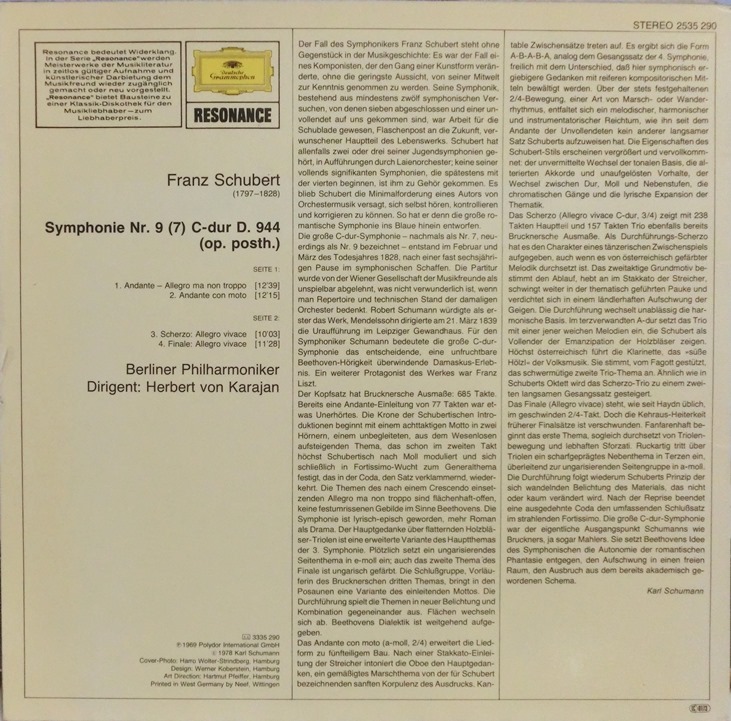 STEREO 2535 290
Resonance bedeutet Widerklang.
In der Serie „Resonance“ werden
Meisterwerke der Musikliteratur
in zeitlos gültiger Aufnahme und
künstlerischer Darbietung dem
Musikfreund wieder zugänglich
gemacht oder neu vorgestellt.
„Resonance“ bietet Bausteine zu
einer Klassik-Diskothek für den
Musikliebhaber – zum
Liebhaberpreis.
Deutsche
Grammophon
RESONANCE
Franz Schubert
(1797–1828)
Symphonie Nr. 9 (7) C-dur D. 944
(op. posth.)
SEITE 1:
1. Andante – Allegro ma non troppo [12'39]
2. Andante con moto [12'15]
SEITE 2:
3. Scherzo: Allegro vivace [10'03]
4. Finale: Allegro vivace [11'28]
Berliner Philharmoniker
Dirigent: Herbert von Karajan
3335 290
℗ 1969 Polydor International GmbH
© 1978 Karl Schumann
Cover-Photo: Harro Wolter-Strindberg, Hamburg
Design: Werner Koberstein, Hamburg
Art Direction: Hartmut Pfeiffer, Hamburg
Printed in West Germany by Neef, Wittingen
Der Fall des Symphonikers Franz Schubert steht ohne
Gegenstück in der Musikgeschichte: Es war der Fall ei-
nes Komponisten, der den Gang einer Kunstform verän-
derte, ohne die geringste Aussicht, von seiner Mitwelt
zur Kenntnis genommen zu werden. Seine Symphonik,
bestehend aus mindestens zwölf symphonischen Ver-
suchen, von denen sieben abgeschlossen und einer un-
vollendet auf uns gekommen sind, war Arbeit für die
Schublade gewesen, Flaschenpost an die Zukunft, ver-
wunschener Hauptteil des Lebenswerks. Schubert hat
allenfalls zwei oder drei seiner Jugendsymphonien ge-
hört, in Aufführungen durch Laienorchester; keine seiner
vollends signifikanten Symphonien, die spätestens mit
der vierten beginnen, ist ihm zu Gehör gekommen. Es
blieb Schubert die Minimalforderung eines Autors von
Orchestermusik versagt, sich selbst hören, kontrollieren
und korrigieren zu können. So hat er denn die große ro-
mantische Symphonie ins Blaue hinein entworfen.
Die große C-dur-Symphonie – nachmals als Nr. 7, neu-
erdings als Nr. 9 bezeichnet – entstand im Februar und
März des Todesjahres 1828, nach einer fast sechsjähri-
gen Pause im symphonischen Schaffen. Die Partitur
wurde von der Wiener Gesellschaft der Musikfreunde als
unspielbar abgelehnt, was nicht verwunderlich ist, wenn
man Repertoire und technischen Stand der damaligen
Orchester bedenkt. Robert Schumann würdigte als er-
ster das Werk, Mendelssohn dirigierte am 21. März 1839
die Uraufführung im Leipziger Gewandhaus. Für den
Symphoniker Schumann bedeutete die große C-dur-
Symphonie das entscheidende, eine unfruchtbare
Beethoven-Hörigkeit überwindende Damaskus-Erleb-
nis. Ein weiterer Protagonist des Werkes war Franz
Liszt.
Der Kopfsatz hat Brucknersche Ausmaße: 685 Takte.
Bereits eine Andante-Einleitung von 77 Takten war et-
was Unerhörtes. Die Krone der Schubertischen Intro-
duktionen beginnt mit einem achttaktigen Motto in zwei
Hörnern, einem unbegleiteten, aus dem Wesenlosen
aufsteigenden Thema, das schon im zweiten Takt
höchst Schubertisch nach Moll moduliert und sich
schließlich in Fortissimo-Wucht zum Generalthema
festigt, das in der Coda, den Satz verklammernd, wieder-
kehrt. Die Themen des nach einem Crescendo einset-
zenden Allegro ma non troppo sind flächenhaft-offen,
keine festumrissenen Gebilde im Sinne Beethovens. Die
Symphonie ist lyrisch-episch geworden, mehr Roman
als Drama. Der Hauptgedanke über flatternden Holzblä-
ser-Triolen ist eine erweiterte Variante des Hauptthemas
der 3. Symphonie. Plötzlich setzt ein ungarisierendes
Seitenthema in e-moll ein; auch das zweite Thema des
Finale ist ungarisch gefärbt. Die Schlußgruppe, Vorläu-
ferin des Brucknerschen dritten Themas, bringt in den
Posaunen eine Variante des einleitenden Mottos. Die
Durchführung spielt die Themen in neuer Belichtung und
Kombination gegeneinander aus. Flächen wechseln
sich ab. Beethovens Dialektik ist weitgehend aufge-
geben.
Das Andante con moto (a-moll, 2/4) erweitert die Lied-
form zu fünfteiligem Bau. Nach einer Stakkato-Einlei-
tung der Streicher intoniert die Oboe den Hauptgedan-
ken, ein gemäßigtes Marschthema von der für Schubert
bezeichnenden sanften Korpulenz des Ausdrucks. Kan-
table Zwischensätze treten auf. Es ergibt sich die Form
A-B-A-B-A, analog dem Gesangssatz der 4. Symphonie,
freilich mit dem Unterschied, daß hier symphonisch er-
giebigere Gedanken mit reiferen kompositorischen Mit-
teln bewältigt werden. Über der stets festgehaltenen
2/4-Bewegung, einer Art von Marsch- oder Wander-
rhythmus, entfaltet sich ein melodischer, harmonischer
und instrumentatorischer Reichtum, wie ihn seit dem
Andante der Unvollendeten kein anderer langsamer
Satz Schuberts aufzuweisen hat. Die Eigenschaften des
Schubert-Stils erscheinen vergrößert und vervollkomm-
net: der unvermittelte Wechsel der tonalen Basis, die al-
terierten Akkorde und unaufgelösten Vorhalte, der
Wechsel zwischen Dur, Moll und Nebenstufen, die
chromatischen Gänge und die lyrische Expansion der
Thematik.
Das Scherzo (Allegro vivace C-dur, 3/4) zeigt mit 238
Takten Hauptteil und 157 Takten Trio ebenfalls bereits
Brucknersche Ausmaße. Als Durchführungs-Scherzo
hat es den Charakter eines tänzerischen Zwischenspiels
aufgegeben, auch wenn es von österreichisch gefärbter
Melodik durchsetzt ist. Das zweitaktige Grundmotiv be-
stimmt den Ablauf, hebt an im Stakkato der Streicher,
schwingt weiter in der thematisch geführten Pauke und
verdichtet sich in einem ländlerhaften Aufschwung der
Geigen. Die Durchführung wechselt unablässig die har-
monische Basis. Im terzverwandten A-dur setzt das Trio
mit einer jener weichen Melodien ein, die Schubert als
Vollender der Emanzipation der Holzbläser zeigen.
Höchst österreichisch führt die Klarinette, das «süße
Hölzl» der Volksmusik. Sie stimmt, vom Fagott gestützt,
das schwermütige zweite Trio-Thema an. Ähnlich wie in
Schuberts Oktett wird das Scherzo-Trio zu einem zwei-
ten langsamen Gesangssatz gesteigert.
Das Finale (Allegro vivace) steht, wie seit Haydn üblich,
im geschwinden 2/4-Takt. Doch die Kehraus-Heiterkeit
früherer Finalsätze ist verschwunden. Fanfarenhaft be-
ginnt das erste Thema, sogleich durchsetzt von Triolen-
bewegung und lebhaften Sforzati. Ruckartig tritt über
Triolen ein scharfgeprägtes Nebenthema in Terzen ein,
überleitend zur ungarisierenden Seitengruppe in a-moll.
Die Durchführung folgt wiederum Schuberts Prinzip der
sich wandelnden Belichtung des Materials, das nicht
oder kaum verändert wird. Nach der Reprise beendet
eine ausgedehnte Coda den umfassenden Schlußsatz
im strahlenden Fortissimo. Die große C-dur-Symphonie
war der eigentliche Ausgangspunkt Schumanns wie
Bruckners, ja sogar Mahlers. Sie setzt Beethovens Idee
des Symphonischen die Autonomie der romantischen
Phantasie entgegen, den Aufschwung in einen freien
Raum, den Ausbruch aus dem bereits akademisch ge-
wordenen Schema.
Karl Schumann